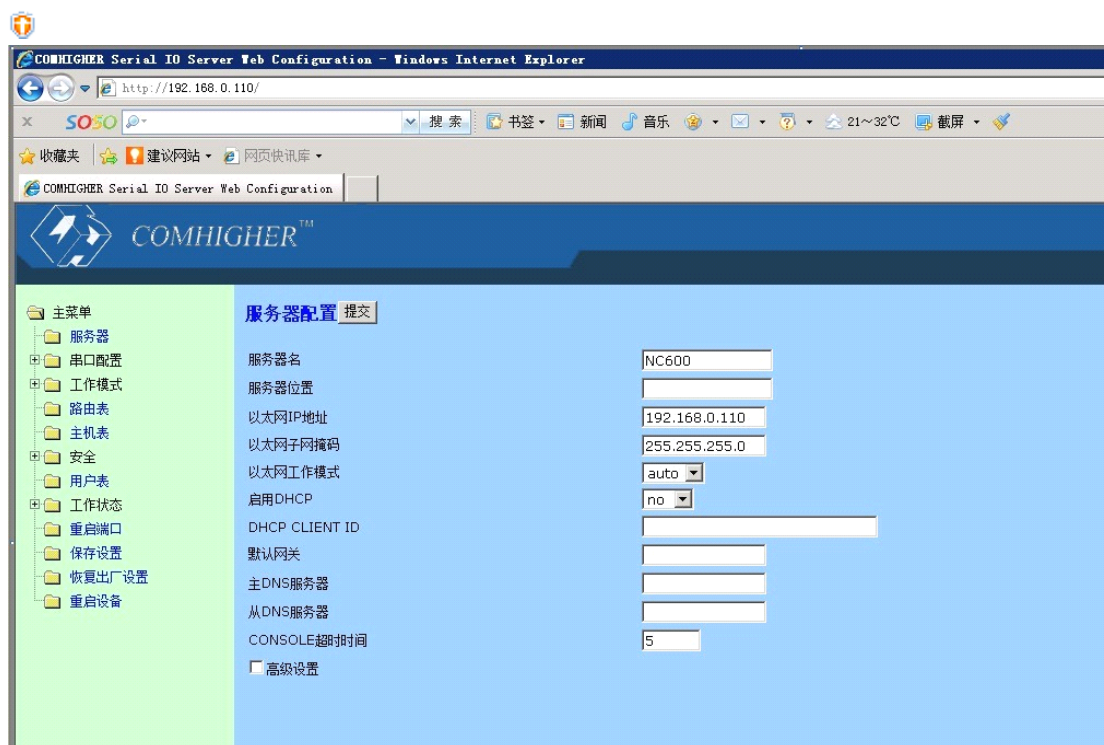 COMHIGHER Serial IO Server Web Configuration - Windows Internet Explorer
http://192.168.0.110/
x SOSO 搜 索 书签 新闻 音乐 21~32℃ 截屏
收藏夹 建议网站 网页快讯库
COMHIGHER Serial IO Server Web Configuration
COMHIGHER™
主菜单
服务器
串口配置
工作模式
路由表
主机表
安全
用户表
工作状态
重启端口
保存设置
恢复出厂设置
重启设备
服务器配置 提交
服务器名 NC600
服务器位置
以太网IP地址 192.168.0.110
以太网子网掩码 255.255.255.0
以太网工作模式 auto
启用DHCP no
DHCP CLIENT ID
默认网关
主DNS服务器
从DNS服务器
CONSOLE超时时间 5
高级设置